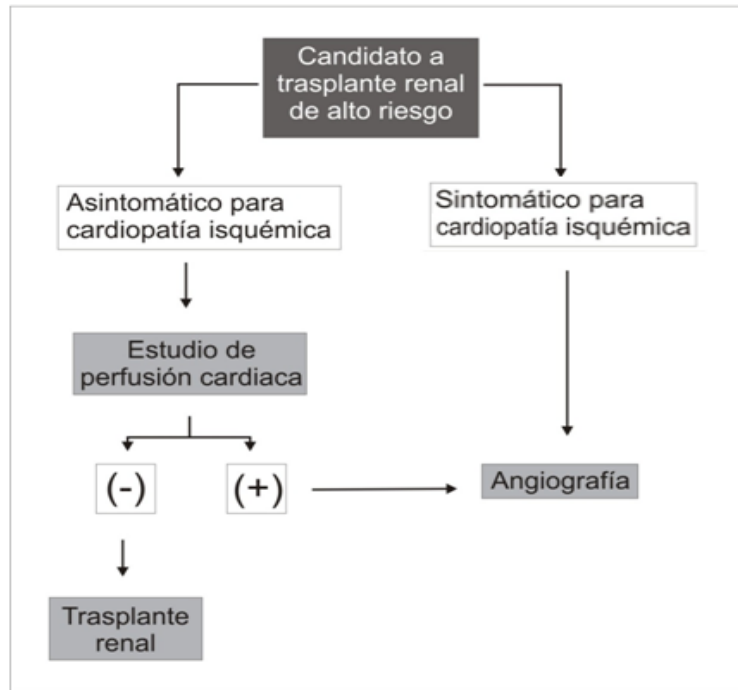 Candidato a
trasplante renal
de alto riesgo
Asintomático para
cardiopatía isquémica
Sintomático para
cardiopatía isquémica
Estudio de
perfusión cardiaca
(-)
(+)
Angiografía
Trasplante
renal